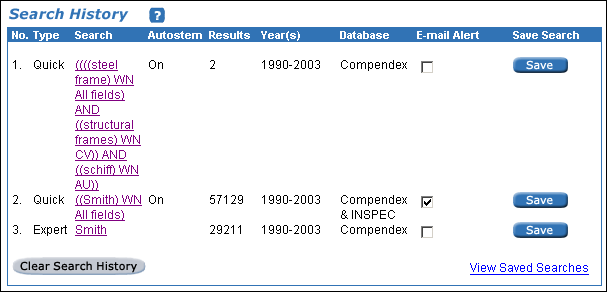 Search History ?
No. Type Search Autostem Results Year(s) Database E-mail Alert Save Search
1. Quick ((((steel On 2 1990-2003 Compendex Save
frame) WN
All fields)
AND
((structural
frames) WN
CV)) AND
((schiff) WN
AU))
2. Quick ((Smith) WN On 57129 1990-2003 Compendex Save
All fields) & INSPEC
3. Expert Smith 29211 1990-2003 Compendex Save
Clear Search History View Saved Searches